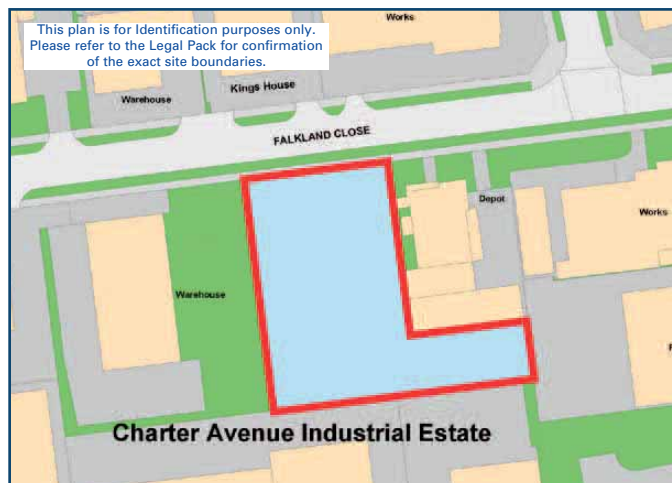 This plan is for Identification purposes only.
Please refer to the Legal Pack for confirmation
of the exact site boundaries.
Works
Warehouse
Kings House
FALKLAND CLOSE
Depot
Works
Warehouse
Charter Avenue Industrial Estate